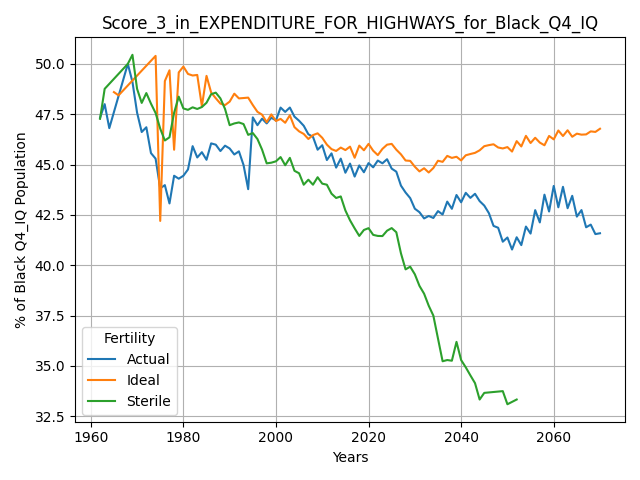 Score_3_in_EXPENDITURE_FOR_HIGHWAYS_for_Black_Q4_IQ
% of Black Q4_IQ Population
50.0
47.5
45.0
42.5
40.0
37.5
35.0
32.5
Fertility
Actual
Ideal
Sterile
1960
1980
2000
2020
2040
2060
Years